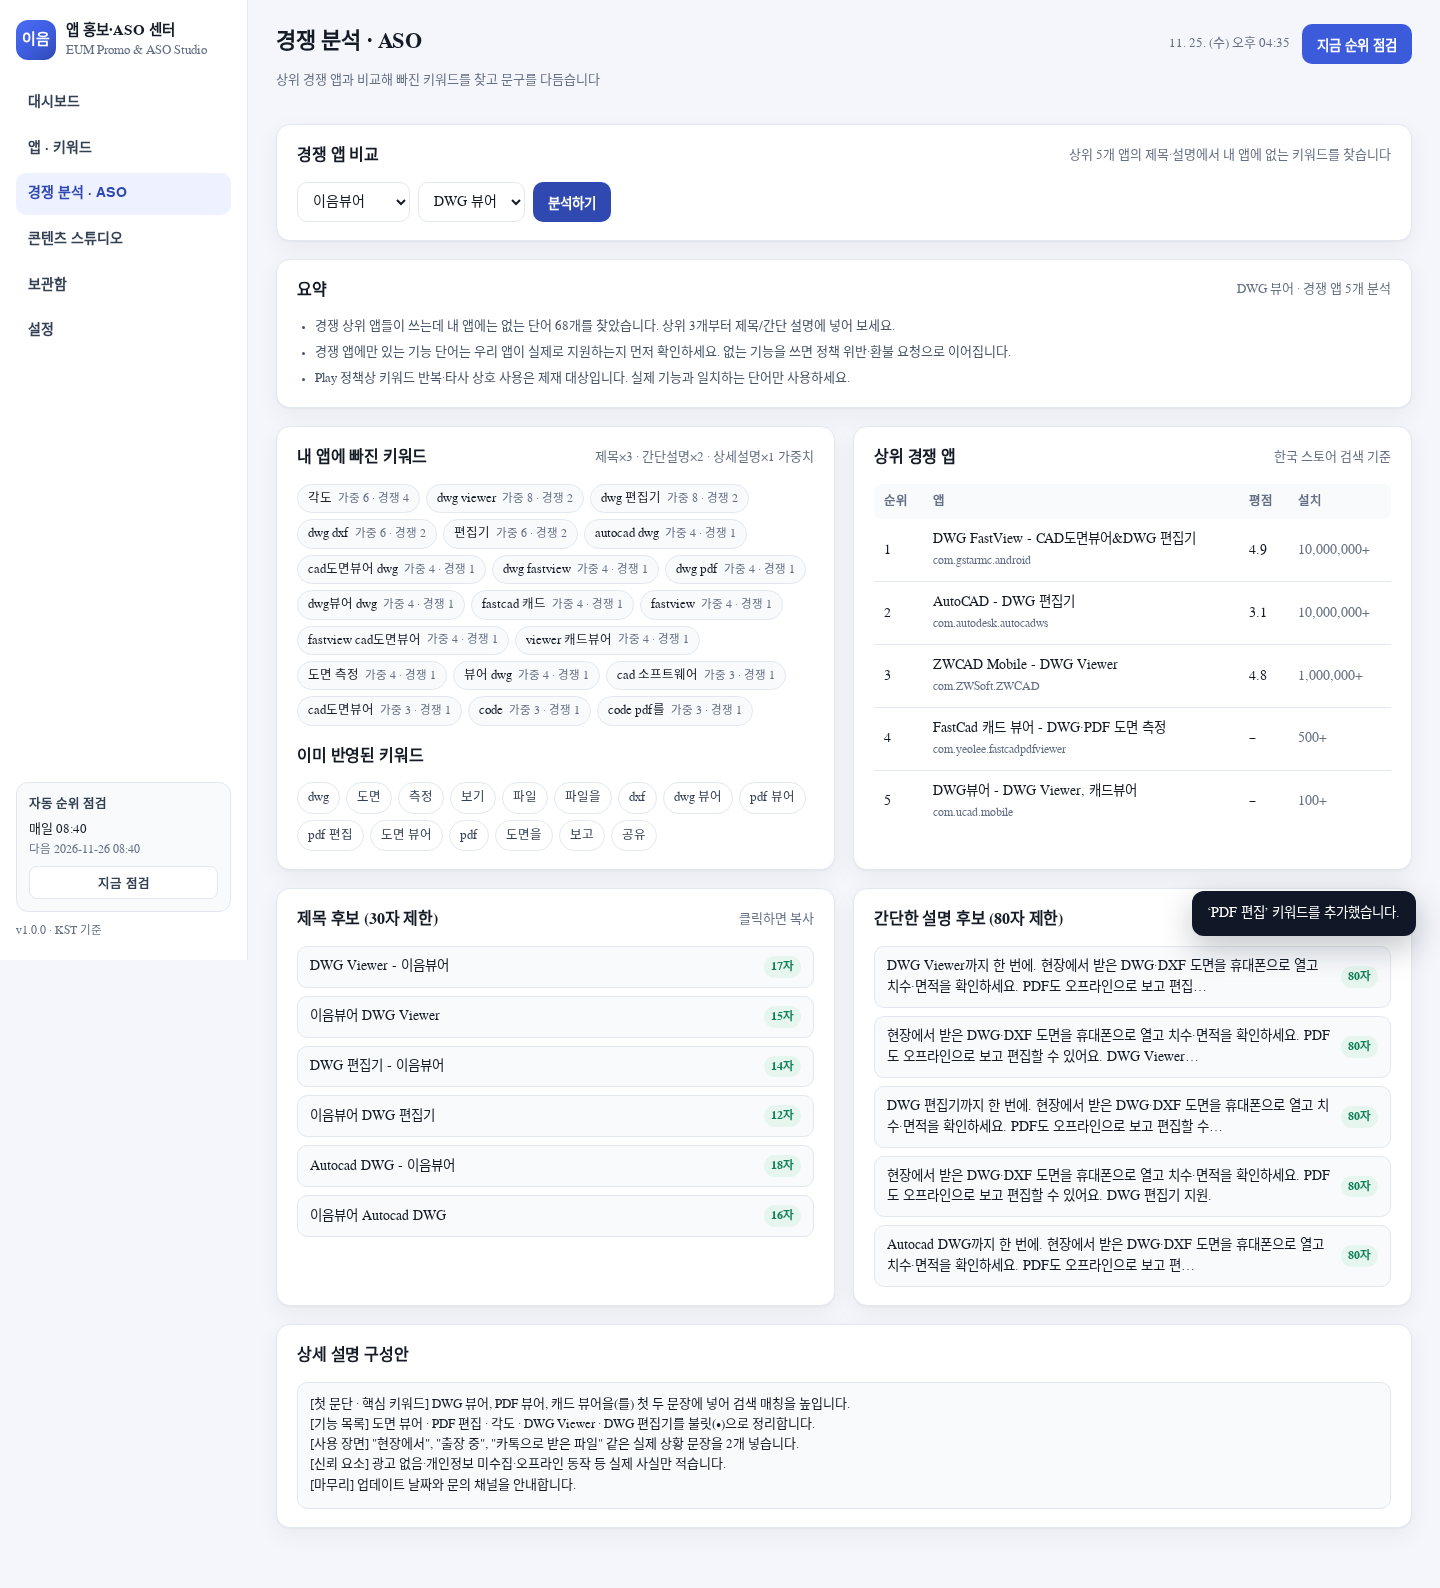 이음
앱 홍보·ASO 센터
EUM Promo & ASO Studio
대시보드
앱 · 키워드
경쟁 분석 · ASO
콘텐츠 스튜디오
보관함
설정
자동 순위 점검
매일 08:40
다음 2026-11-26 08:40
지금 점검
v1.0.0 · KST 기준
경쟁 분석 · ASO
상위 경쟁 앱과 비교해 빠진 키워드를 찾고 문구를 다듬습니다
11. 25. (수) 오후 04:35
지금 순위 점검
경쟁 앱 비교
상위 5개 앱의 제목·설명에서 내 앱에 없는 키워드를 찾습니다
이음뷰어 DWG 뷰어 분석하기
요약
DWG 뷰어 · 경쟁 앱 5개 분석
• 경쟁 상위 앱들이 쓰는데 내 앱에는 없는 단어 68개를 찾았습니다. 상위 3개부터 제목/간단 설명에 넣어 보세요.
• 경쟁 앱에만 있는 기능 단어는 우리 앱이 실제로 지원하는지 먼저 확인하세요. 없는 기능을 쓰면 정책 위반·환불 요청으로 이어집니다.
• Play 정책상 키워드 반복·타사 상호 사용은 제재 대상입니다. 실제 기능과 일치하는 단어만 사용하세요.
내 앱에 빠진 키워드
제목×3 · 간단설명×2 · 상세설명×1 가중치
각도 가중 6 · 경쟁 4 dwg viewer 가중 8 · 경쟁 2 dwg 편집기 가중 8 · 경쟁 2
dwg dxf 가중 6 · 경쟁 2 편집기 가중 6 · 경쟁 2 autocad dwg 가중 4 · 경쟁 1
cad도면뷰어 dwg 가중 4 · 경쟁 1 dwg fastview 가중 4 · 경쟁 1 dwg pdf 가중 4 · 경쟁 1
dwg뷰어 dwg 가중 4 · 경쟁 1 fastcad 캐드 가중 4 · 경쟁 1 fastview 가중 4 · 경쟁 1
fastview cad도면뷰어 가중 4 · 경쟁 1 viewer 캐드뷰어 가중 4 · 경쟁 1
도면 측정 가중 4 · 경쟁 1 뷰어 dwg 가중 4 · 경쟁 1 cad 소프트웨어 가중 3 · 경쟁 1
cad도면뷰어 가중 3 · 경쟁 1 code 가중 3 · 경쟁 1 code pdf를 가중 3 · 경쟁 1
이미 반영된 키워드
dwg 도면 측정 보기 파일 파일을 dxf dwg 뷰어 pdf 뷰어
pdf 편집 도면 뷰어 pdf 도면을 보고 공유
상위 경쟁 앱
한국 스토어 검색 기준
순위 앱 평점 설치
1 DWG FastView - CAD도면뷰어&DWG 편집기 4.9 10,000,000+
com.gstarmc.android
2 AutoCAD - DWG 편집기 3.1 10,000,000+
com.autodesk.autocadws
3 ZWCAD Mobile - DWG Viewer 4.8 1,000,000+
com.ZWSoft.ZWCAD
4 FastCad 캐드 뷰어 - DWG·PDF 도면 측정 – 500+
com.yeolee.fastcadpdfviewer
5 DWG뷰어 - DWG Viewer, 캐드뷰어 – 100+
com.ucad.mobile
제목 후보 (30자 제한)
클릭하면 복사
DWG Viewer - 이음뷰어 17자
이음뷰어 DWG Viewer 15자
DWG 편집기 - 이음뷰어 14자
이음뷰어 DWG 편집기 12자
Autocad DWG - 이음뷰어 18자
이음뷰어 Autocad DWG 16자
간단한 설명 후보 (80자 제한)
‘PDF 편집’ 키워드를 추가했습니다.
DWG Viewer까지 한 번에. 현장에서 받은 DWG·DXF 도면을 휴대폰으로 열고
치수·면적을 확인하세요. PDF도 오프라인으로 보고 편집… 80자
현장에서 받은 DWG·DXF 도면을 휴대폰으로 열고 치수·면적을 확인하세요. PDF
도 오프라인으로 보고 편집할 수 있어요. DWG Viewer… 80자
DWG 편집기까지 한 번에. 현장에서 받은 DWG·DXF 도면을 휴대폰으로 열고 치
수·면적을 확인하세요. PDF도 오프라인으로 보고 편집할 수… 80자
현장에서 받은 DWG·DXF 도면을 휴대폰으로 열고 치수·면적을 확인하세요. PDF
도 오프라인으로 보고 편집할 수 있어요. DWG 편집기 지원. 80자
Autocad DWG까지 한 번에. 현장에서 받은 DWG·DXF 도면을 휴대폰으로 열고
치수·면적을 확인하세요. PDF도 오프라인으로 보고 편… 80자
상세 설명 구성안
[첫 문단 · 핵심 키워드] DWG 뷰어, PDF 뷰어, 캐드 뷰어을(를) 첫 두 문장에 넣어 검색 매칭을 높입니다.
[기능 목록] 도면 뷰어 · PDF 편집 · 각도 · DWG Viewer · DWG 편집기를 불릿(•)으로 정리합니다.
[사용 장면] "현장에서", "출장 중", "카톡으로 받은 파일" 같은 실제 상황 문장을 2개 넣습니다.
[신뢰 요소] 광고 없음·개인정보 미수집·오프라인 동작 등 실제 사실만 적습니다.
[마무리] 업데이트 날짜와 문의 채널을 안내합니다.